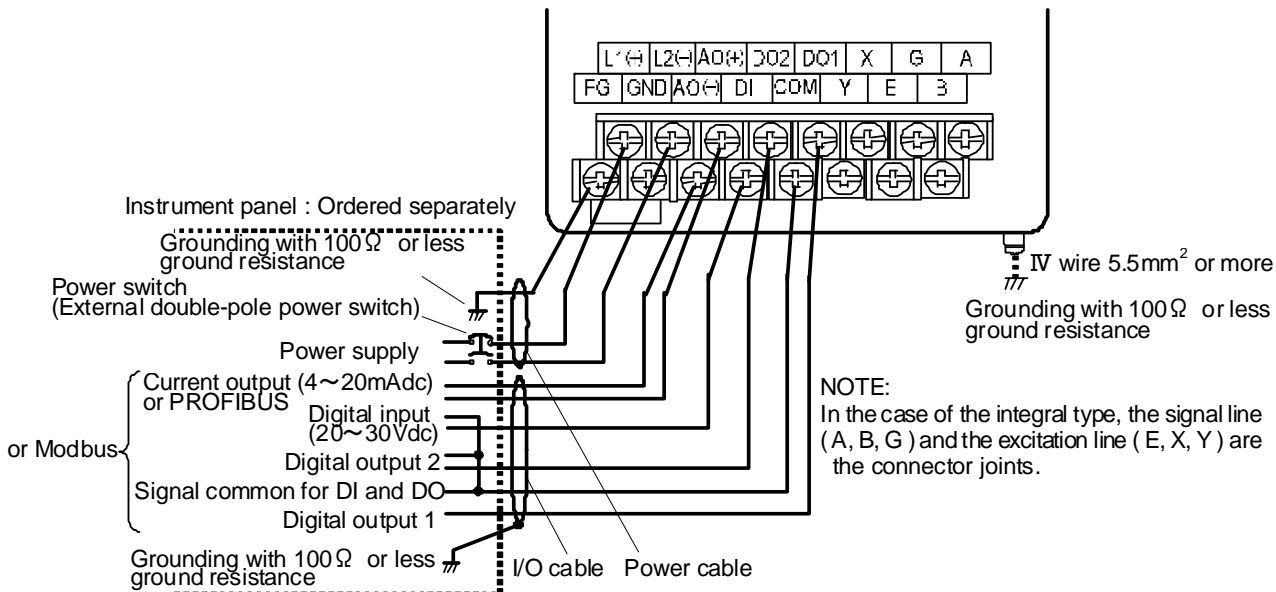 L1(−) L2(−) AO(+) DO2 DO1 X G A
FG GND AO(−) DI COM Y E B
Instrument panel : Ordered separately
Grounding with 100Ω or less
ground resistance
Power switch
(External double-pole power switch)
Power supply
Current output (4～20mAdc)
or PROFIBUS
Digital input
(20～30Vdc)
or Modbus
Digital output 2
Signal common for DI and DO
Digital output 1
Grounding with 100Ω or less
ground resistance
I/O cable Power cable
IV wire 5.5mm² or more
Grounding with 100Ω or less
ground resistance
NOTE:
In the case of the integral type, the signal line
( A, B, G ) and the excitation line ( E, X, Y ) are
the connector joints.